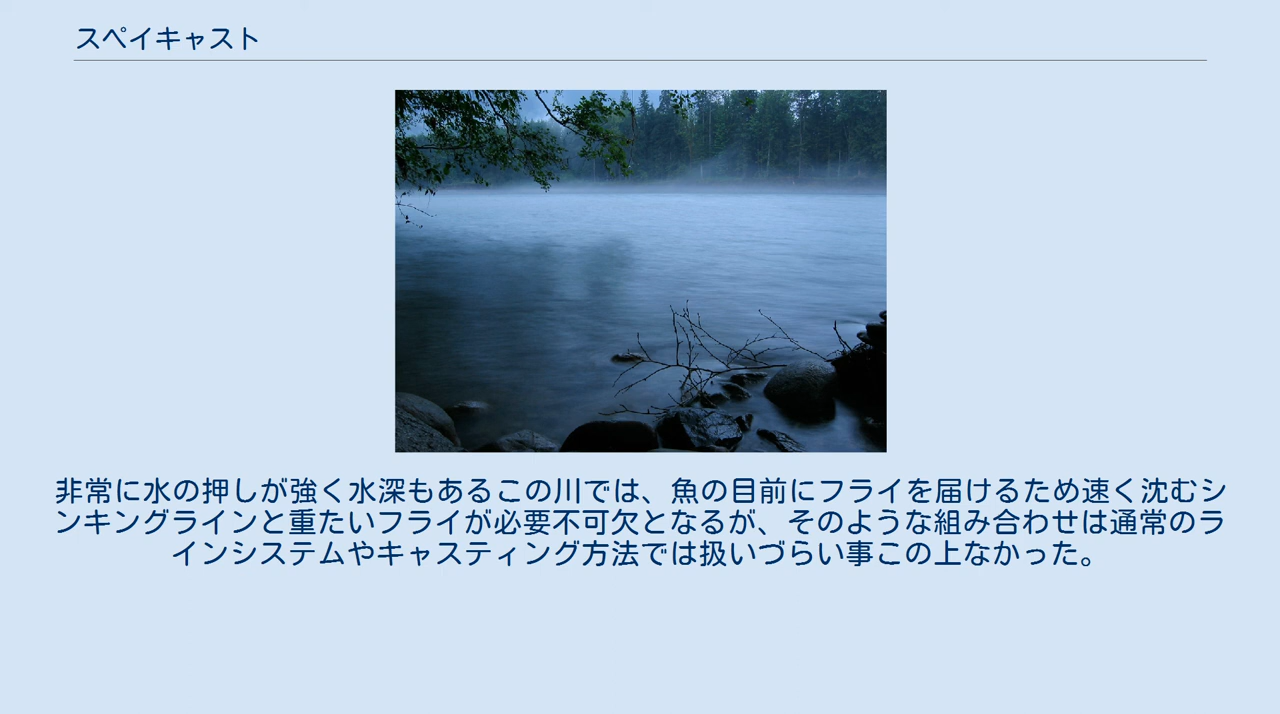 スペイキャスト
非常に水の押しが強く水深もあるこの川では、魚の目前にフライを届けるため速く沈むシ
ンキングラインと重たいフライが必要不可欠となるが、そのような組み合わせは通常のラ
インシステムやキャスティング方法では扱いづらい事この上なかった。